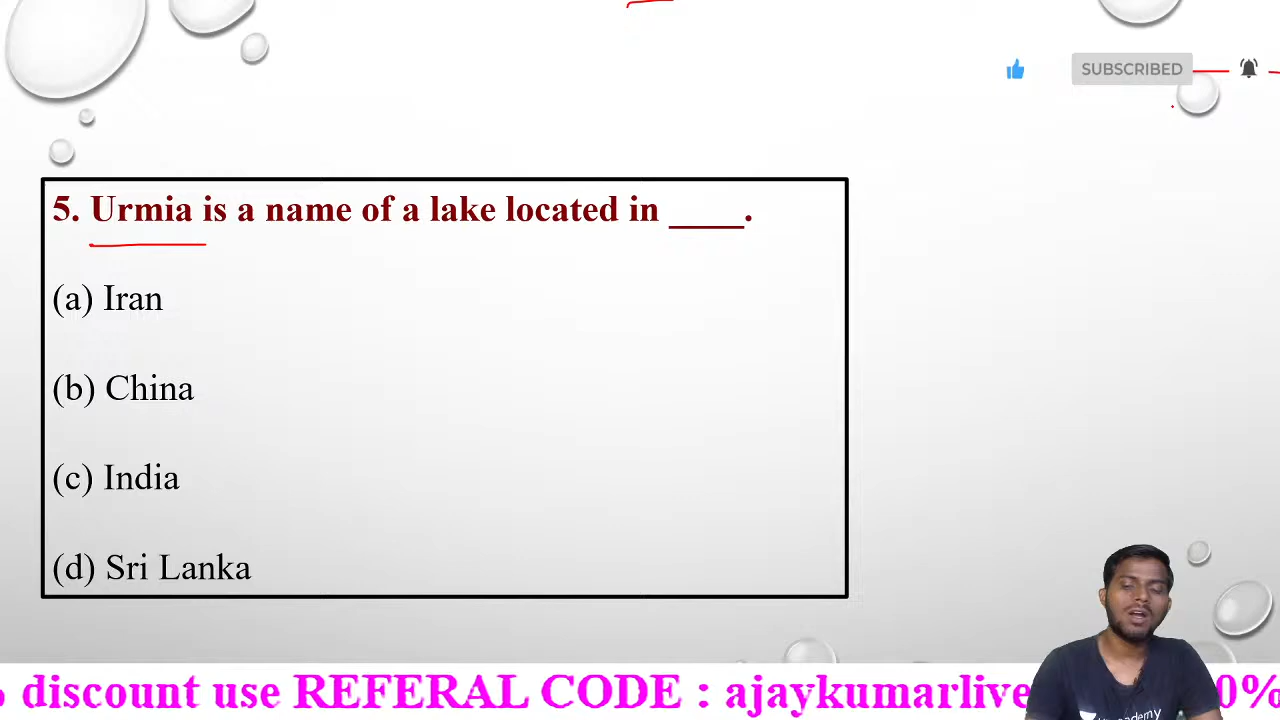 SUBSCRIBED
5. Urmia is a name of a lake located in ____.
(a) Iran
(b) China
(c) India
(d) Sri Lanka
discount use REFERAL CODE : ajaykumarlive 0%